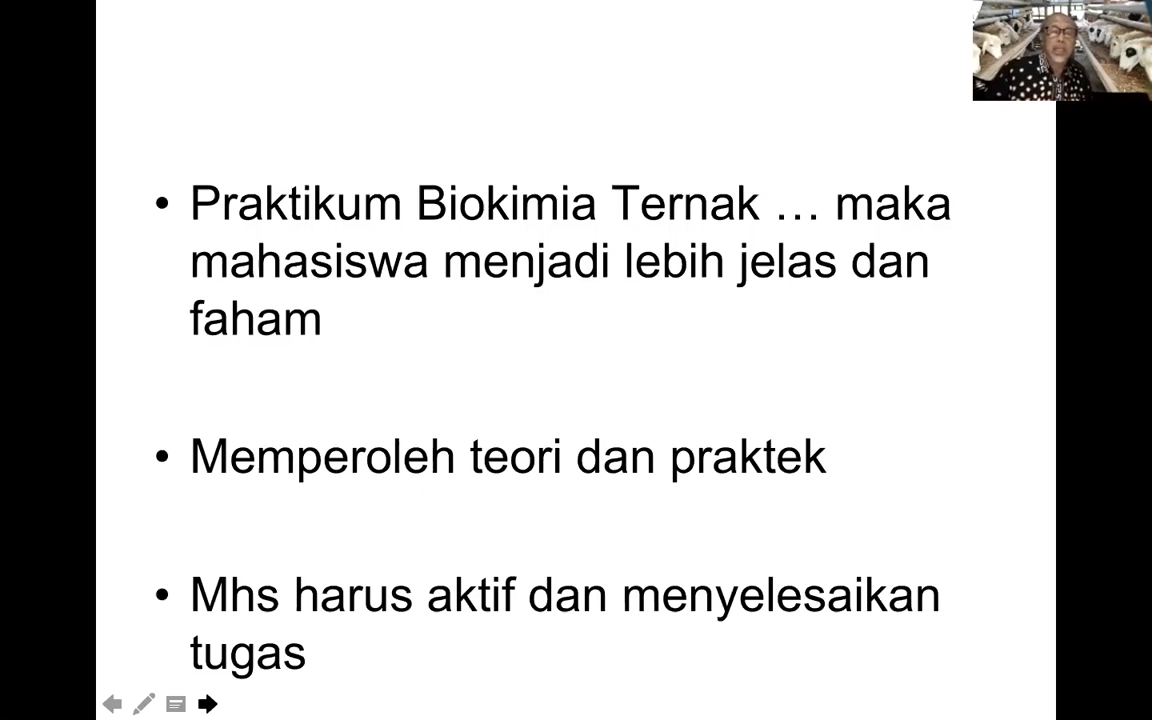 • Praktikum Biokimia Ternak … maka
mahasiswa menjadi lebih jelas dan
faham
• Memperoleh teori dan praktek
• Mhs harus aktif dan menyelesaikan
tugas